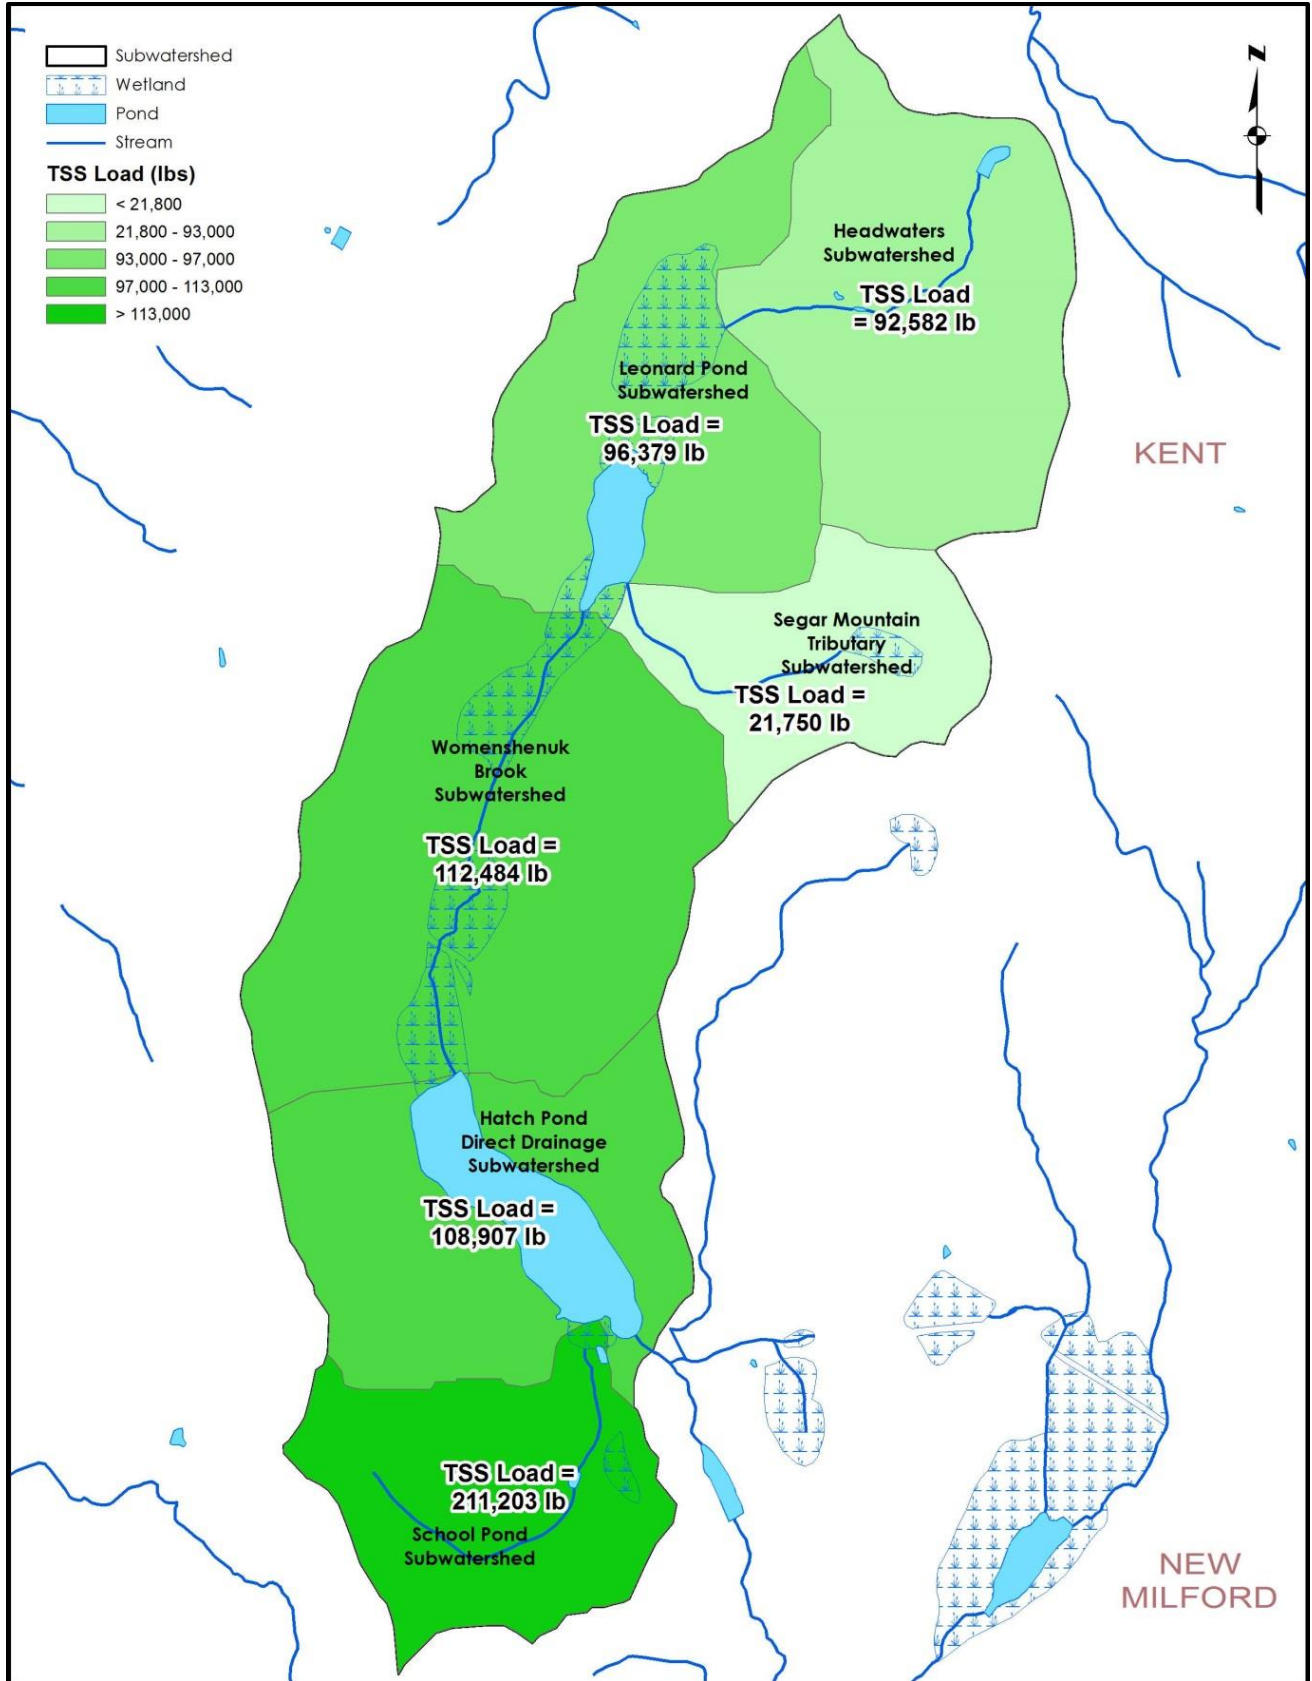 Subwatershed
Wetland
Pond
Stream
TSS Load (lbs)
< 21,800
21,800 - 93,000
93,000 - 97,000
97,000 - 113,000
> 113,000
N
Headwaters
Subwatershed
TSS Load
= 92,582 lb
Leonard Pond
Subwatershed
TSS Load =
96,379 lb
KENT
Segar Mountain
Tributary
Subwatershed
TSS Load =
21,750 lb
Womenshenuk
Brook
Subwatershed
TSS Load =
112,484 lb
Hatch Pond
Direct Drainage
Subwatershed
TSS Load =
108,907 lb
TSS Load =
211,203 lb
School Pond
Subwatershed
NEW
MILFORD